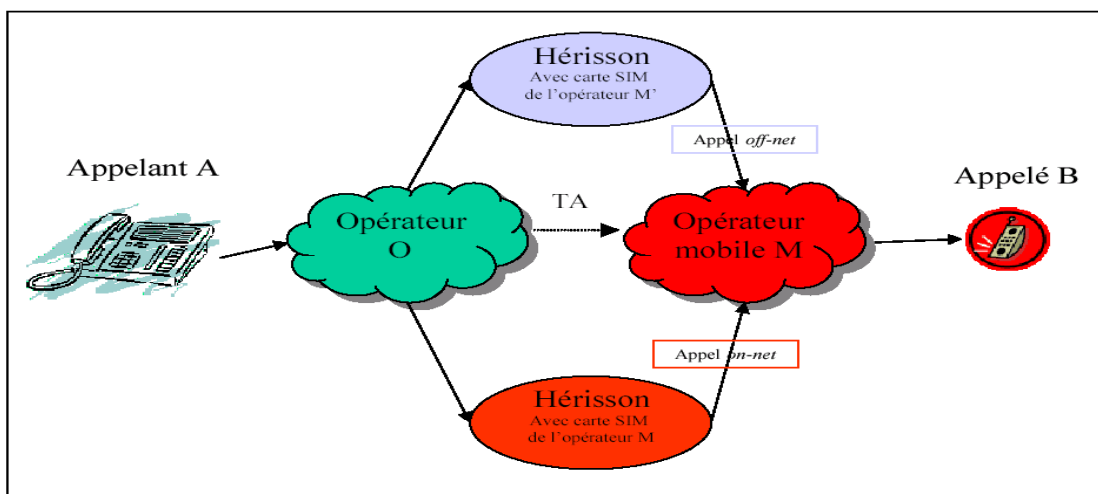 Hérisson
Avec carte SIM
de l'opérateur M'
Appel off-net
Appelant A
Appelé B
Opérateur
O
TA
Opérateur
mobile M
Appel on-net
Hérisson
Avec carte SIM
de l'opérateur M